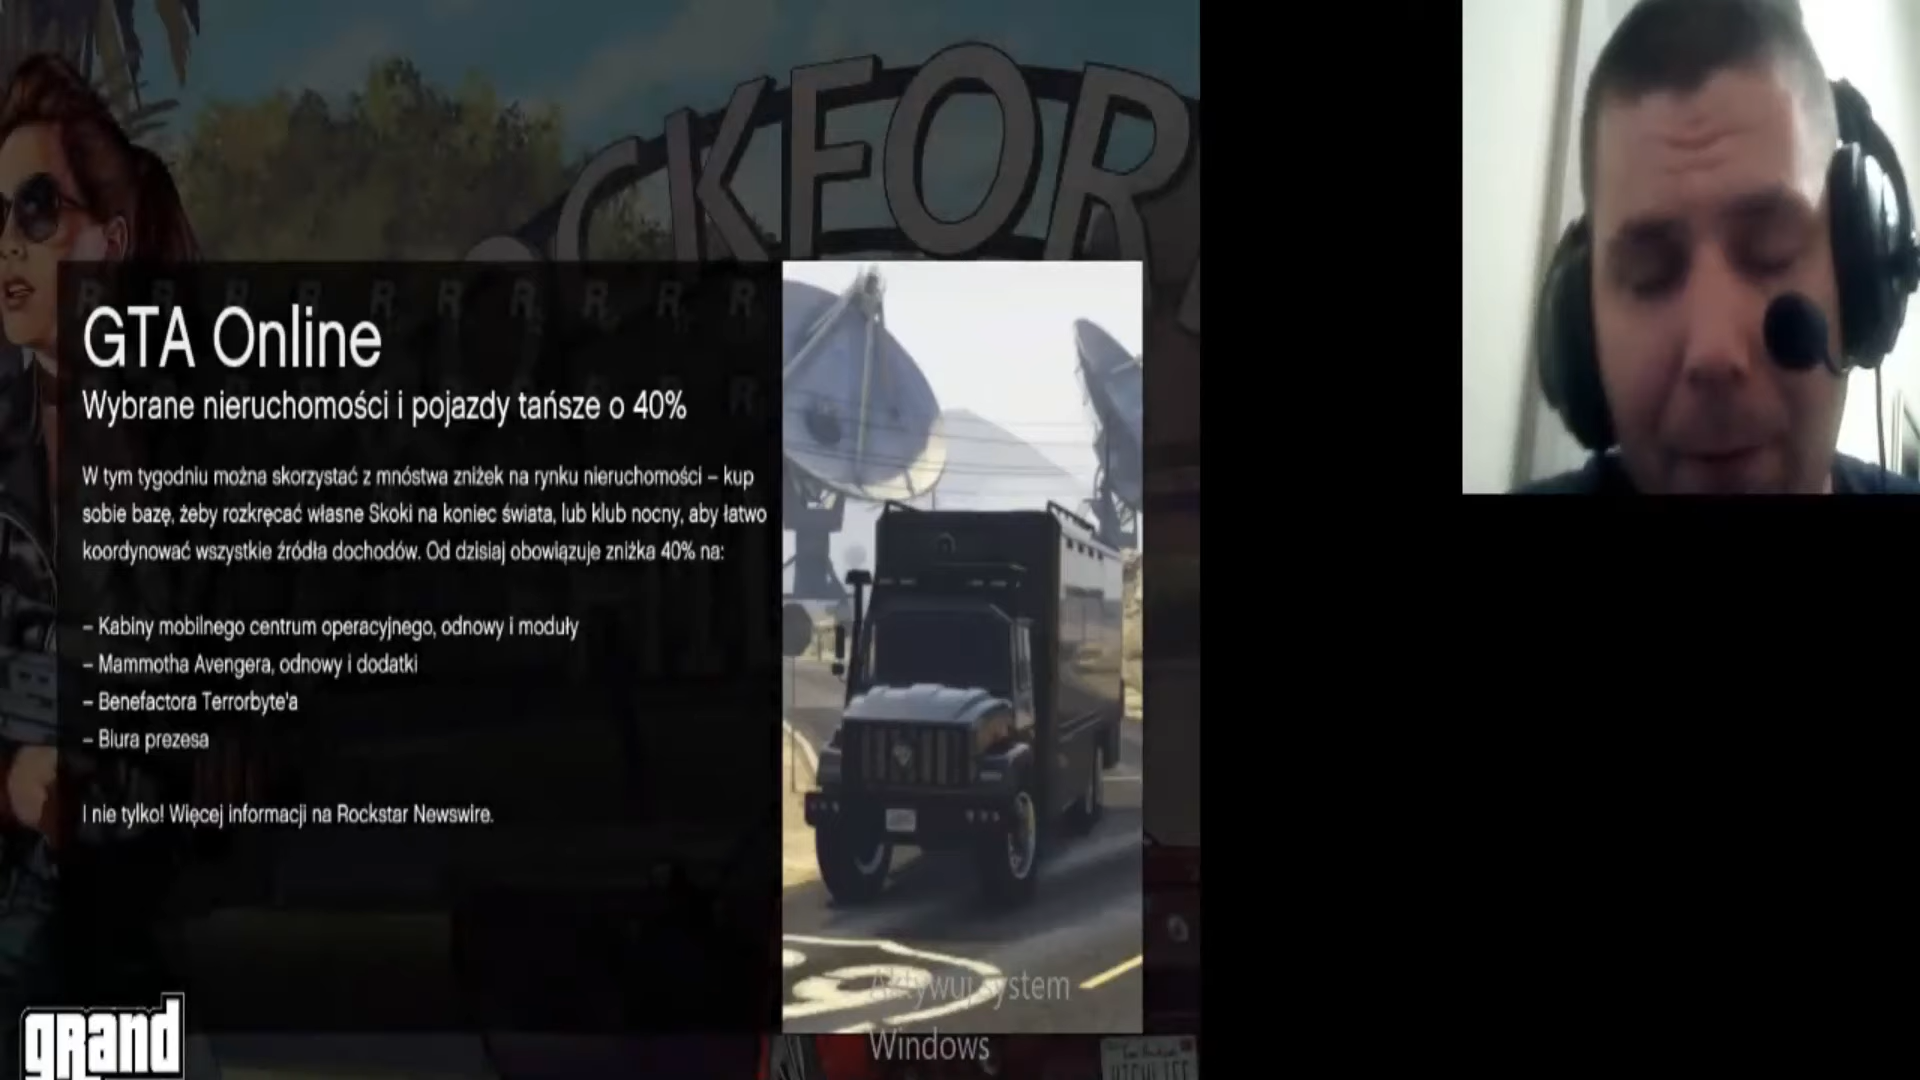 CKFOR
R R R R R R R R R R
GTA Online
Wybrane nieruchomości i pojazdy tańsze o 40%
W tym tygodniu można skorzystać z mnóstwa zniżek na rynku nieruchomości – kup
sobie bazę, żeby rozkręcać własne Skoki na koniec świata, lub klub nocny, aby łatwo
koordynować wszystkie źródła dochodów. Od dzisiaj obowiązuje zniżka 40% na:
– Kabiny mobilnego centrum operacyjnego, odnowy i moduły
– Mammotha Avengera, odnowy i dodatki
– Benefactora Terrorbyte'a
– Biura prezesa
I nie tylko! Więcej informacji na Rockstar Newswire.
Aktywuj system
Windows
grand